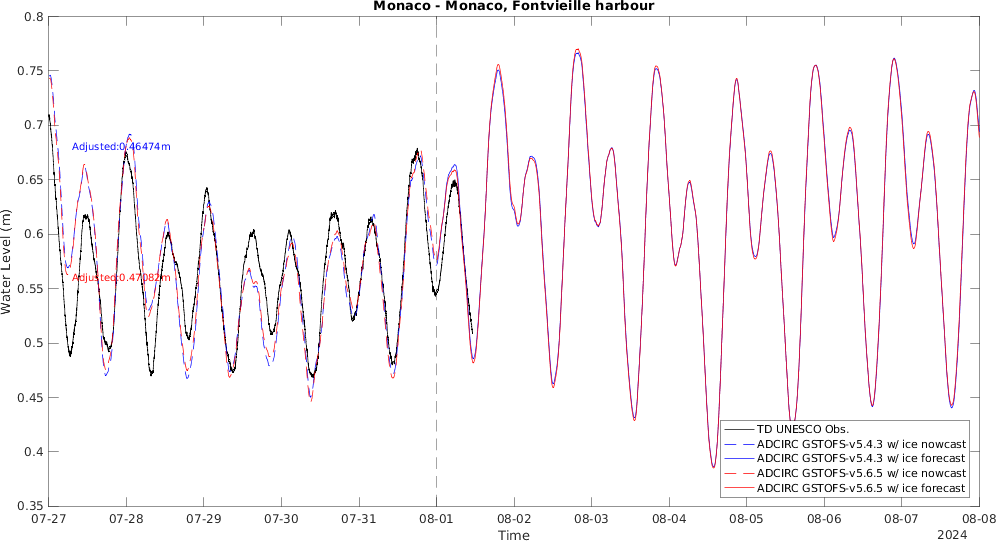 Monaco - Monaco, Fontvieille harbour
0.8
0.75
0.7
0.65
0.6
0.55
0.5
0.45
0.4
0.35
Water Level (m)
Adjusted:0.46474m
Adjusted:0.47082m
TD UNESCO Obs.
ADCIRC GSTOFS-v5.4.3 w/ ice nowcast
ADCIRC GSTOFS-v5.4.3 w/ ice forecast
ADCIRC GSTOFS-v5.6.5 w/ ice nowcast
ADCIRC GSTOFS-v5.6.5 w/ ice forecast
07-27 07-28 07-29 07-30 07-31 08-01 08-02 08-03 08-04 08-05 08-06 08-07 08-08
Time
2024